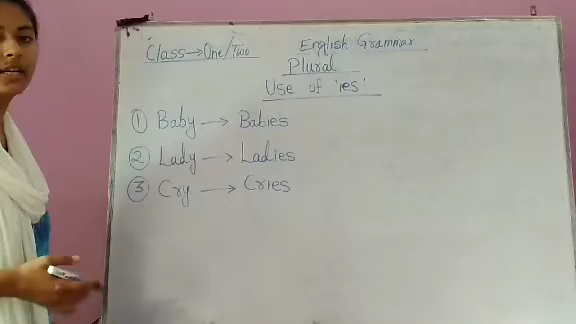 Class→One/Two English Grammar
Plural
Use of 'ies'
① Baby → Babies
② Lady → Ladies
③ Cry → Cries